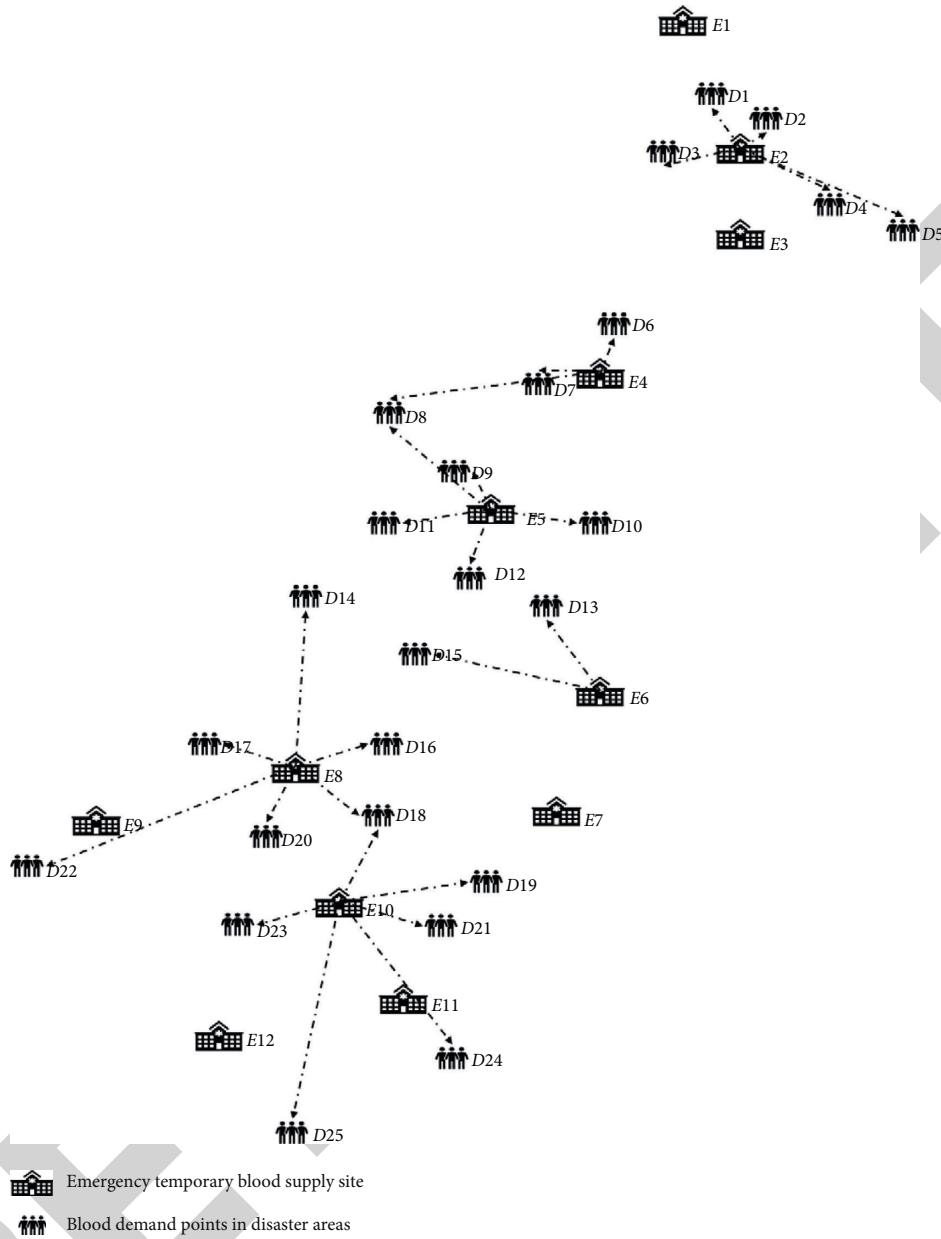 E1
D1
D2
D3
E2
D4
D5
E3
D6
E4
D7
D8
D9
E5
D11
D10
D12
D13
D14
D15
E6
D17
D16
E8
D18
E7
E9
D20
D22
D19
E10
D23
D21
E11
E12
D24
D25
Emergency temporary blood supply site
Blood demand points in disaster areas